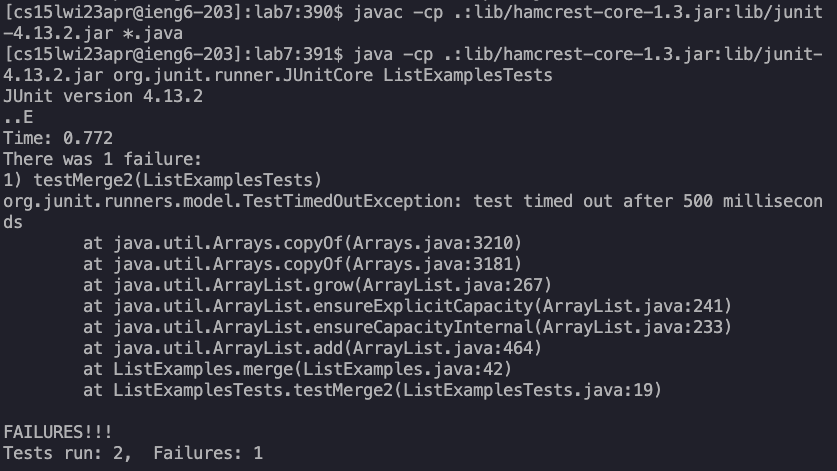 [cs15lwi23apr@ieng6-203]:lab7:390$ javac -cp .:lib/hamcrest-core-1.3.jar:lib/junit
-4.13.2.jar *.java
[cs15lwi23apr@ieng6-203]:lab7:391$ java -cp .:lib/hamcrest-core-1.3.jar:lib/junit-
4.13.2.jar org.junit.runner.JUnitCore ListExamplesTests
JUnit version 4.13.2
..E
Time: 0.772
There was 1 failure:
1) testMerge2(ListExamplesTests)
org.junit.runners.model.TestTimedOutException: test timed out after 500 millisecon
ds
        at java.util.Arrays.copyOf(Arrays.java:3210)
        at java.util.Arrays.copyOf(Arrays.java:3181)
        at java.util.ArrayList.grow(ArrayList.java:267)
        at java.util.ArrayList.ensureExplicitCapacity(ArrayList.java:241)
        at java.util.ArrayList.ensureCapacityInternal(ArrayList.java:233)
        at java.util.ArrayList.add(ArrayList.java:464)
        at ListExamples.merge(ListExamples.java:42)
        at ListExamplesTests.testMerge2(ListExamplesTests.java:19)

FAILURES!!!
Tests run: 2,  Failures: 1